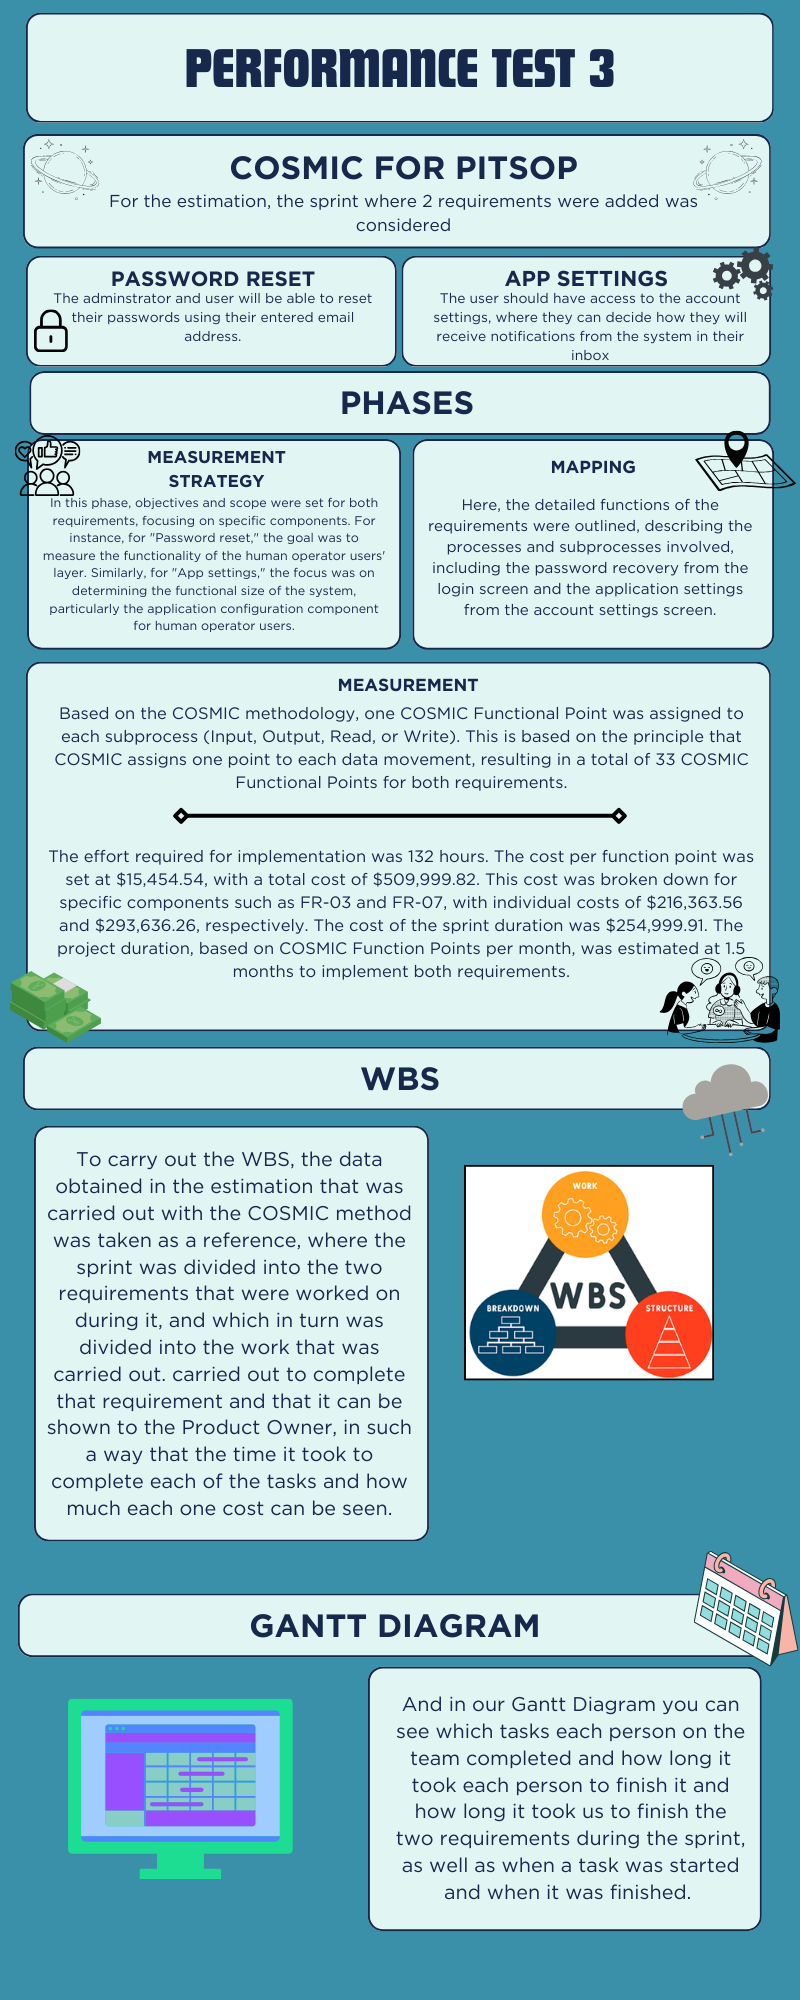 PERFORMANCE TEST 3
COSMIC FOR PITSOP
For the estimation, the sprint where 2 requirements were added was
considered
PASSWORD RESET
The adminstrator and user will be able to reset
their passwords using their entered email
address.
APP SETTINGS
The user should have access to the account
settings, where they can decide how they will
receive notifications from the system in their
inbox
PHASES
MEASUREMENT
STRATEGY
In this phase, objectives and scope were set for both
requirements, focusing on specific components. For
instance, for "Password reset," the goal was to
measure the functionality of the human operator users'
layer. Similarly, for "App settings," the focus was on
determining the functional size of the system,
particularly the application configuration component
for human operator users.
MAPPING
Here, the detailed functions of the
requirements were outlined, describing the
processes and subprocesses involved,
including the password recovery from the
login screen and the application settings
from the account settings screen.
MEASUREMENT
Based on the COSMIC methodology, one COSMIC Functional Point was assigned to
each subprocess (Input, Output, Read, or Write). This is based on the principle that
COSMIC assigns one point to each data movement, resulting in a total of 33 COSMIC
Functional Points for both requirements.
The effort required for implementation was 132 hours. The cost per function point was
set at $15,454.54, with a total cost of $509,999.82. This cost was broken down for
specific components such as FR-03 and FR-07, with individual costs of $216,363.56
and $293,636.26, respectively. The cost of the sprint duration was $254,999.91. The
project duration, based on COSMIC Function Points per month, was estimated at 1.5
months to implement both requirements.
WBS
To carry out the WBS, the data
obtained in the estimation that was
carried out with the COSMIC method
was taken as a reference, where the
sprint was divided into the two
requirements that were worked on
during it, and which in turn was
divided into the work that was
carried out. carried out to complete
that requirement and that it can be
shown to the Product Owner, in such
a way that the time it took to
complete each of the tasks and how
much each one cost can be seen.
WORK
WBS
BREAKDOWN
STRUCTURE
GANTT DIAGRAM
And in our Gantt Diagram you can
see which tasks each person on the
team completed and how long it
took each person to finish it and
how long it took us to finish the
two requirements during the sprint,
as well as when a task was started
and when it was finished.